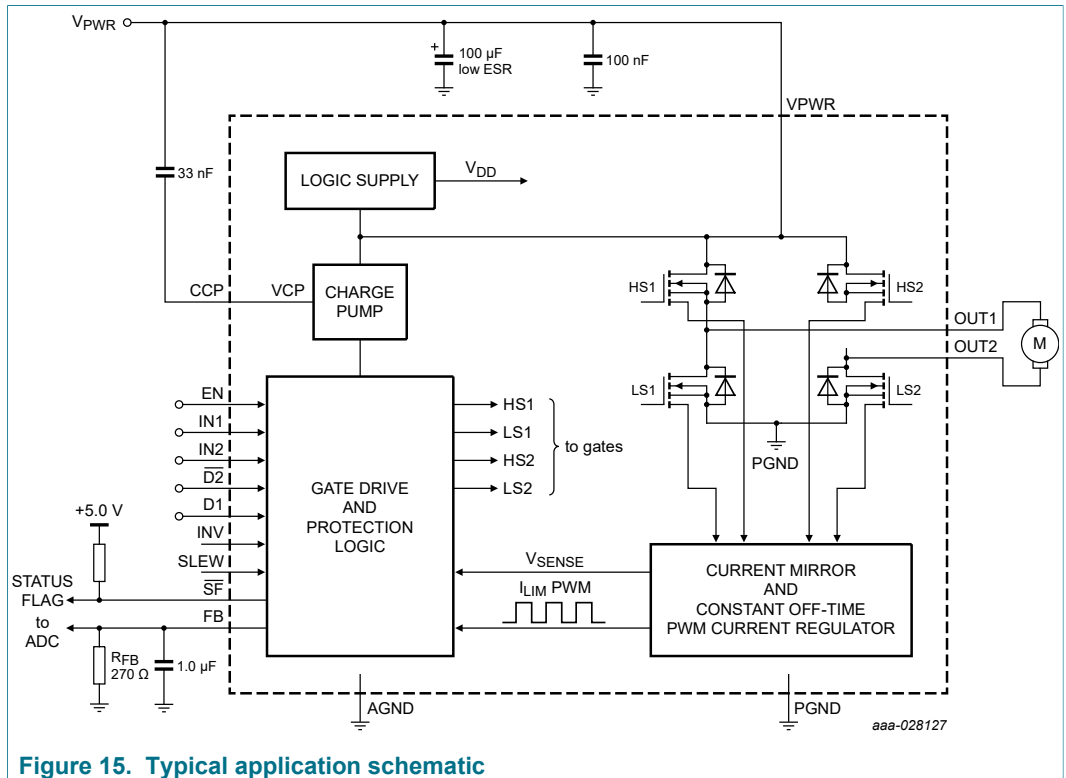 VPWR
100 µF
low ESR
100 nF
VPWR
33 nF
LOGIC SUPPLY
VDD
CCP
VCP
CHARGE
PUMP
HS1
HS2
OUT1
M
OUT2
LS1
LS2
PGND
EN
IN1
IN2
D2
D1
INV
SLEW
SF
FB
+5.0 V
STATUS
FLAG
to
ADC
RFB
270 Ω
1.0 µF
GATE DRIVE
AND
PROTECTION
LOGIC
HS1
LS1
HS2
LS2
to gates
VSENSE
ILIM PWM
CURRENT MIRROR
AND
CONSTANT OFF-TIME
PWM CURRENT REGULATOR
AGND
PGND
aaa-028127
Figure 15. Typical application schematic